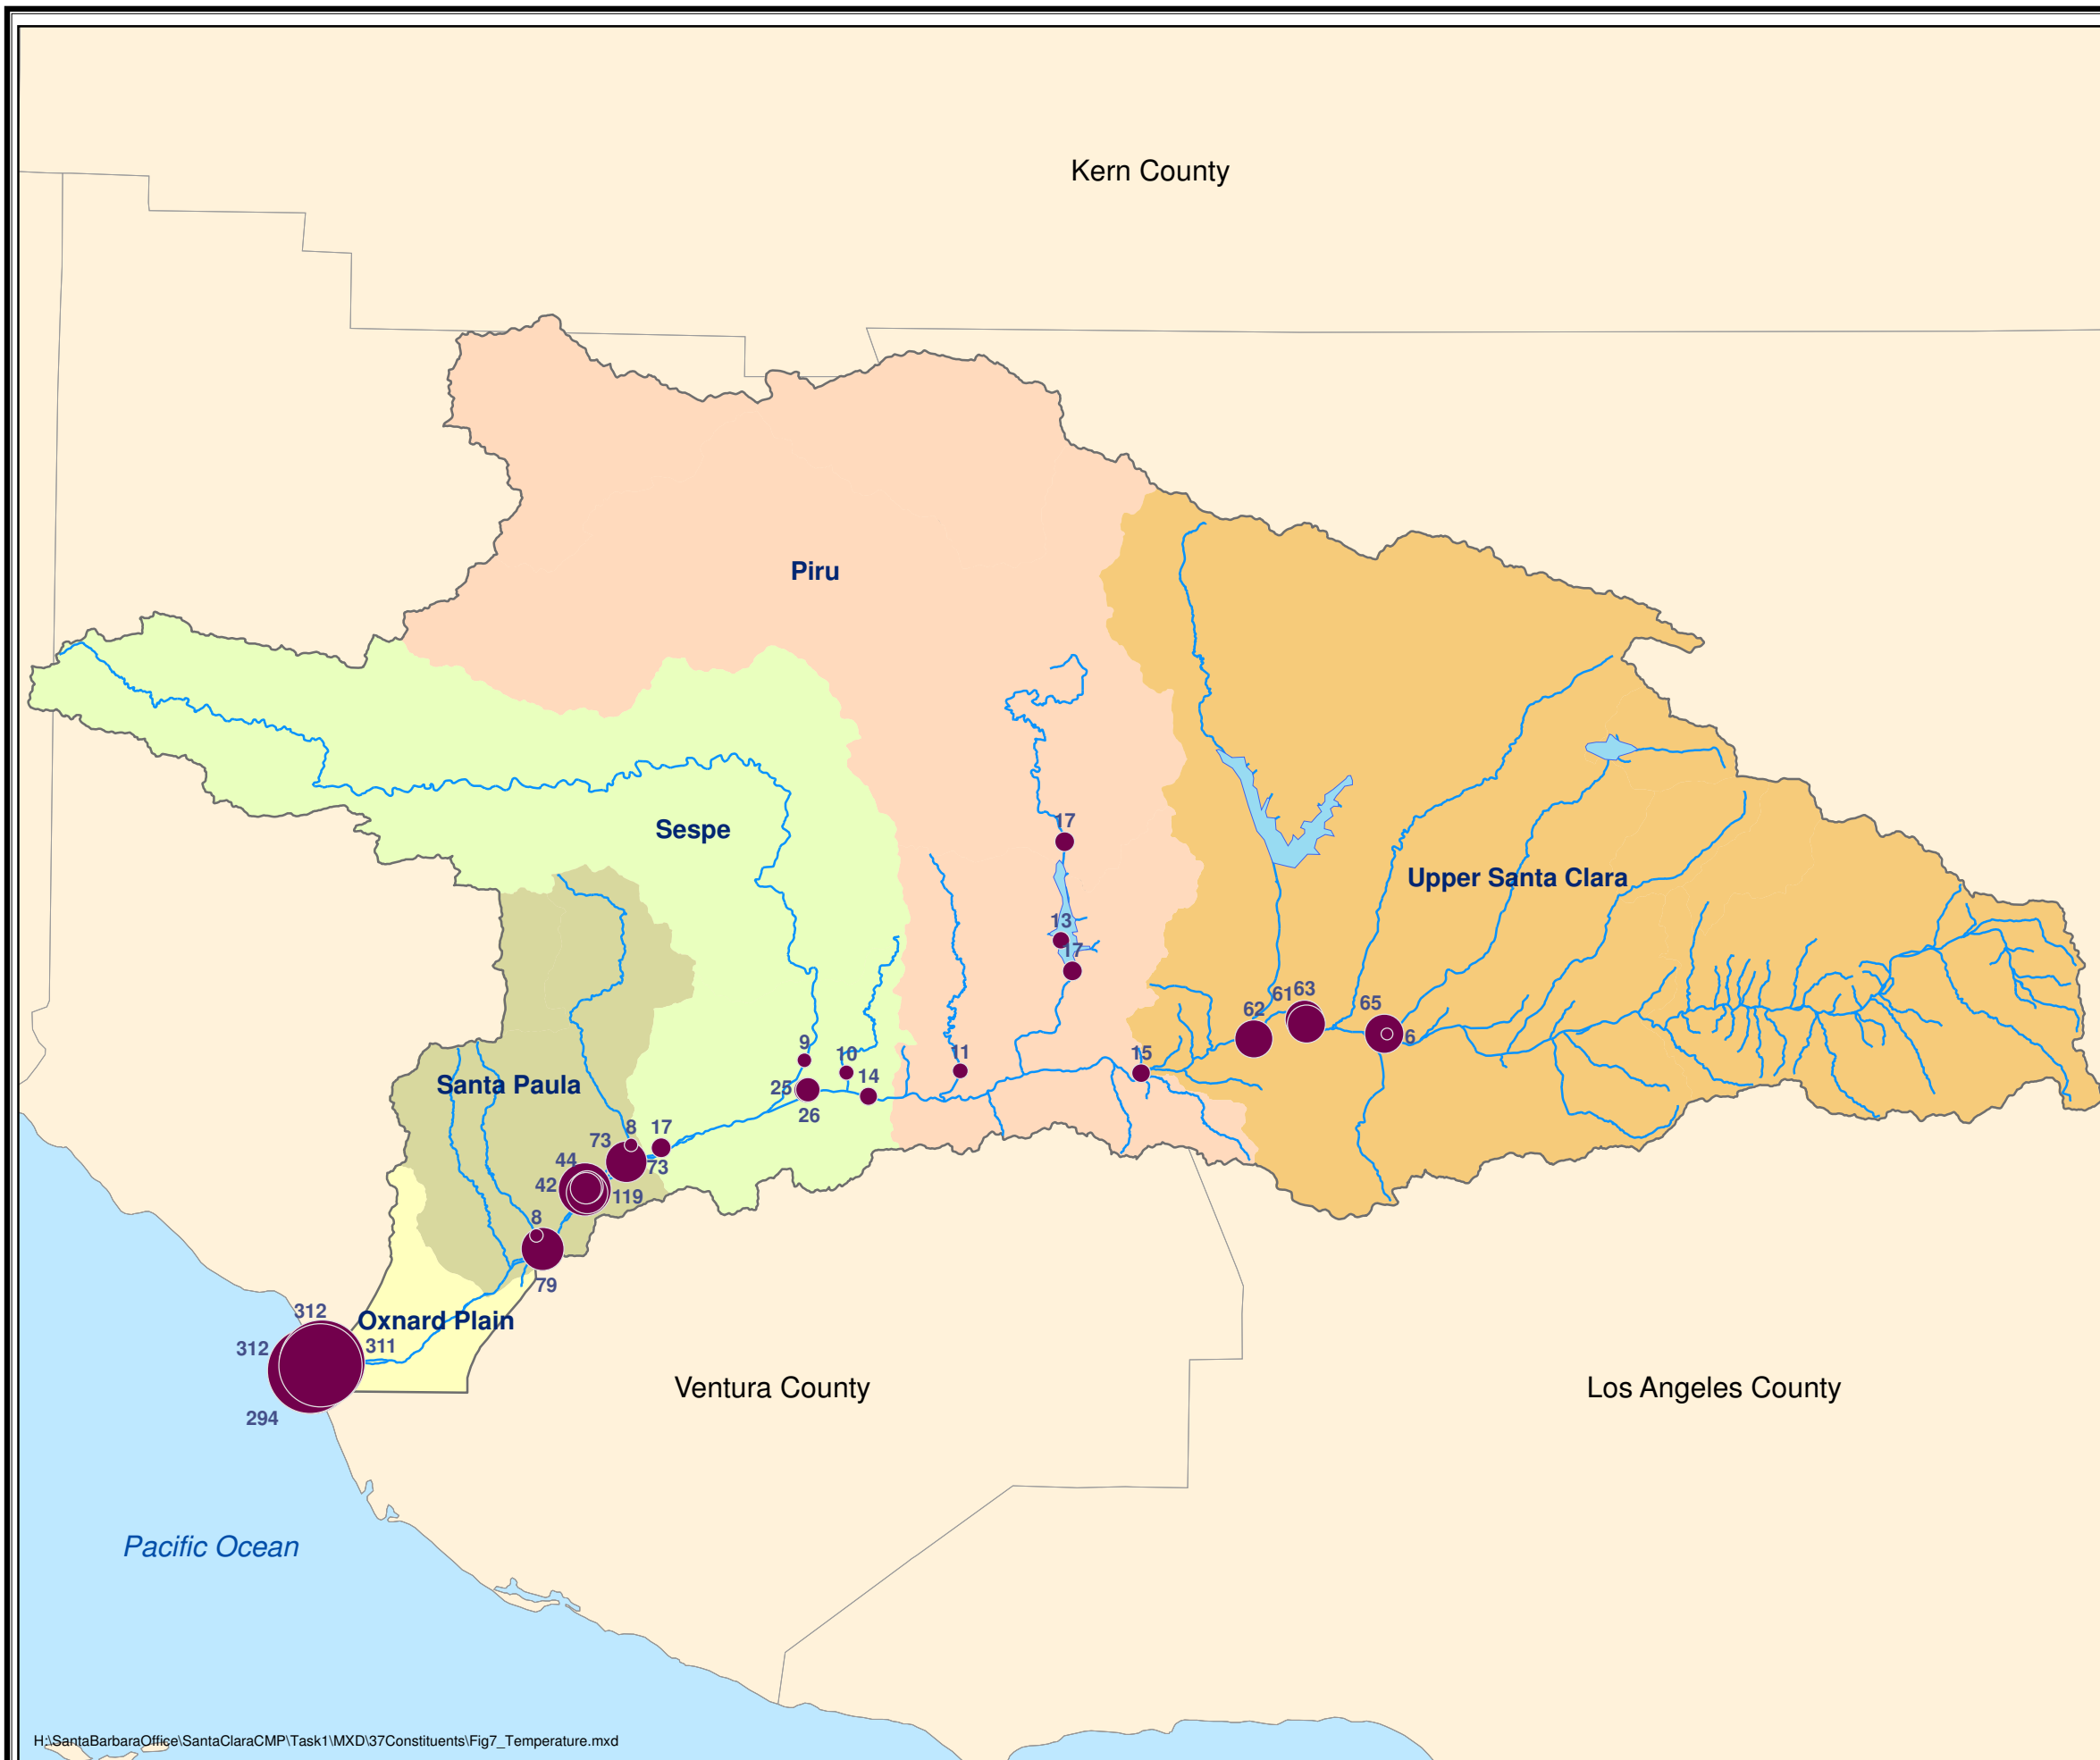 Kern County
Piru
Sespe
17
Upper Santa Clara
13
17
61
63
62
65
6
9
10
11
15
14
25
26
Santa Paula
8
17
73
73
44
42
119
8
79
312
Oxnard Plain
312
311
294
Ventura County
Los Angeles County
Pacific Ocean
H:\SantaBarbaraOffice\SantaClaraCMP\Task1\MXD\37Constituents\Fig7_Temperature.mxd